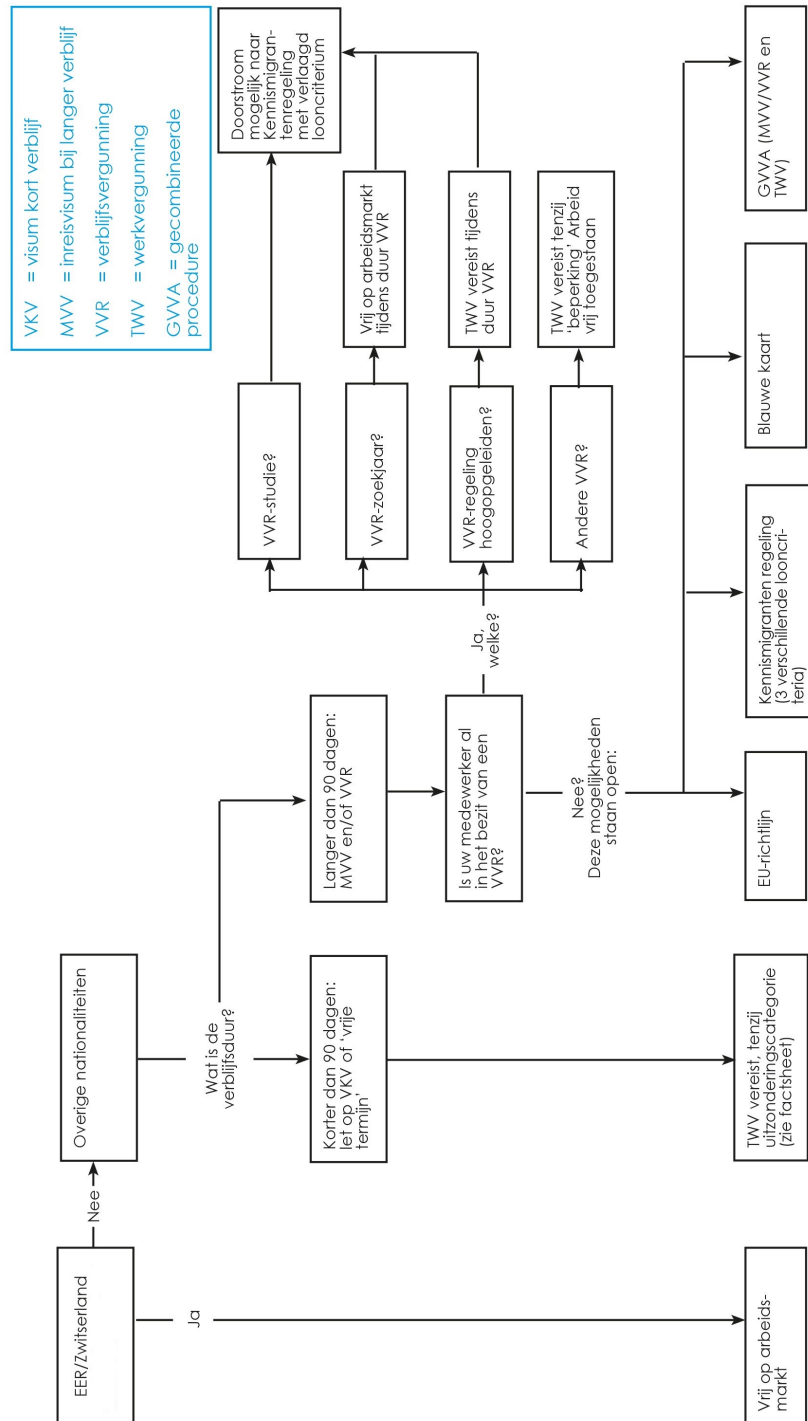 EER/Zwitserland
Nee
Overige nationaliteiten
Ja
Wat is de
verblijfsduur?
Korter dan 90 dagen:
let op VKV of 'vrije
termijn'
Langer dan 90 dagen:
MVV en/of VVR
Is uw medewerker al
in het bezit van een
VVR?
Ja,
welke?
VVR-studie?
VVR-zoekjaar?
VVR-regeling
hoogopgeleiden?
Andere VVR?
Vrij op arbeidsmarkt
tijdens duur VVR
TWV vereist tijdens
duur VVR
TWV vereist tenzij
'beperking' Arbeid
vrij toegestaan
Doorstroom
mogelijk naar
Kennismigran-
tenregeling
met verlaagd
looncriterium
Nee?
Deze mogelijkheden
staan open:
Vrij op arbeids-
markt
TWV vereist, tenzij
uitzonderingscategorie
(zie factsheet)
EU-richtlijn
Kennismigranten regeling
(3 verschillende looncri-
teria)
Blauwe kaart
GVVA (MVV/VVR en
TWV)
VKV = visum kort verblijf
MVV = inreisvisum bij langer verblijf
VVR = verblijfsvergunning
TWV = werkvergunning
GVVA = gecombineerde
procedure